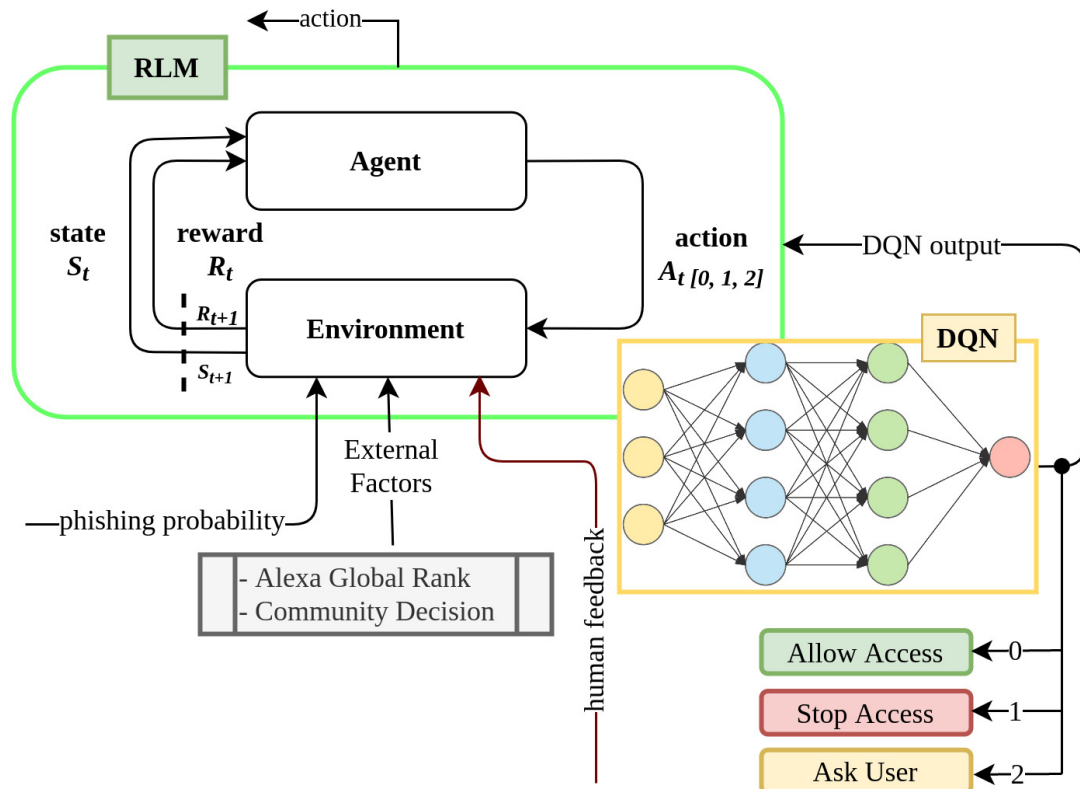 action
RLM
Agent
state
S_t
reward
R_t
action
A_t [0, 1, 2]
DQN output
R_{t+1}
Environment
S_{t+1}
DQN
External
Factors
phishing probability
- Alexa Global Rank
- Community Decision
human feedback
Allow Access
0
Stop Access
1
Ask User
2